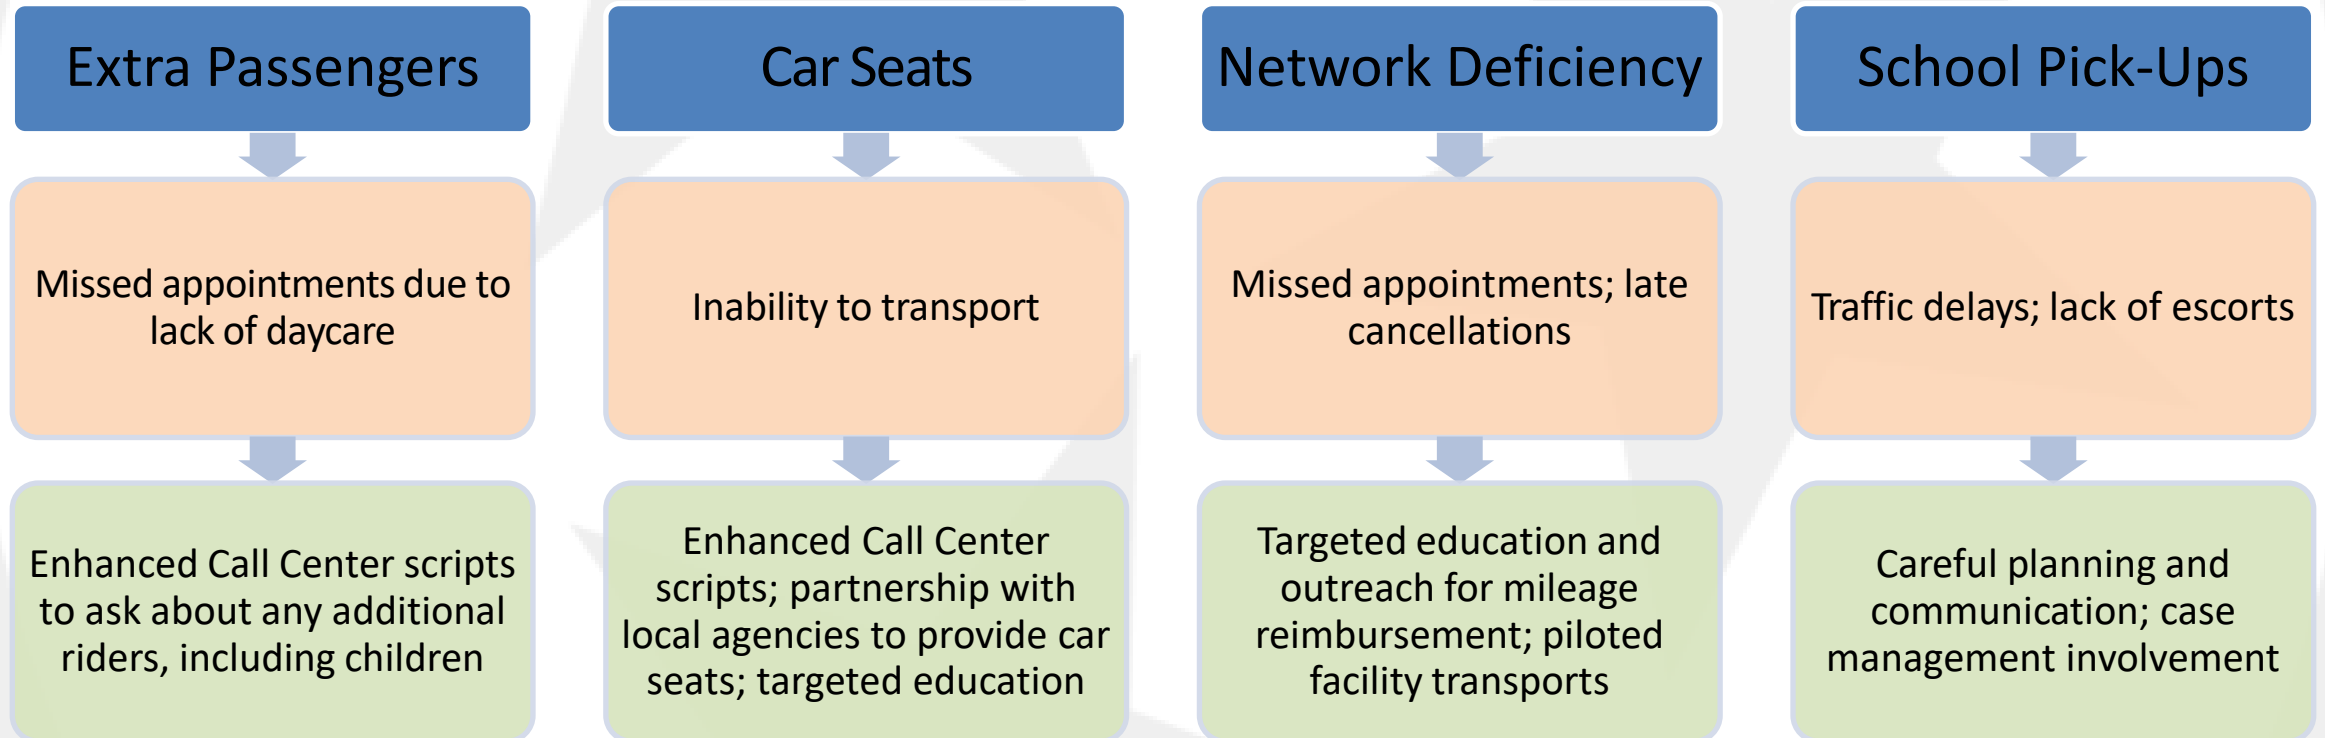 Extra Passengers
Missed appointments due to
lack of daycare
Enhanced Call Center scripts
to ask about any additional
riders, including children
Car Seats
Inability to transport
Enhanced Call Center
scripts; partnership with
local agencies to provide car
seats; targeted education
Network Deficiency
Missed appointments; late
cancellations
Targeted education and
outreach for mileage
reimbursement; piloted
facility transports
School Pick-Ups
Traffic delays; lack of escorts
Careful planning and
communication; case
management involvement